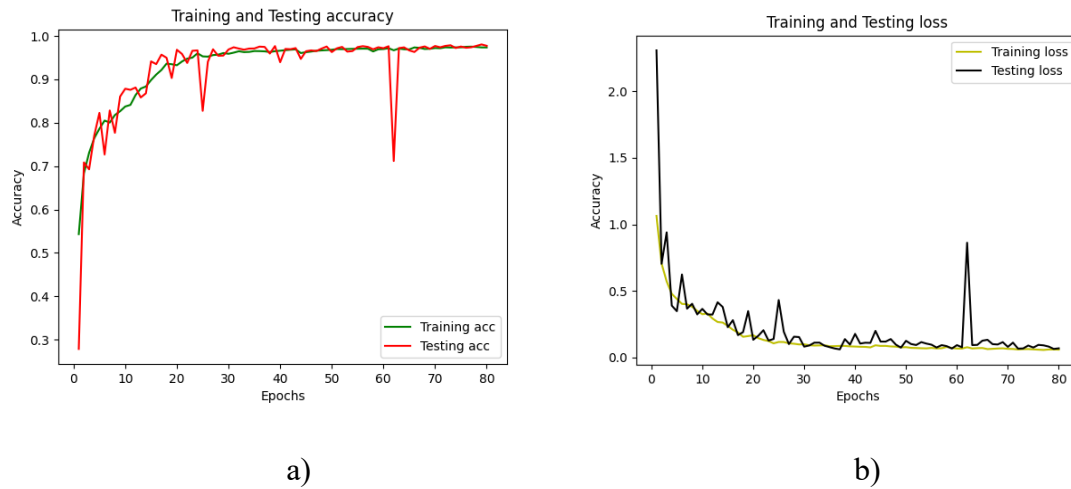 Training and Testing accuracy
1.0
0.9
0.8
0.7
0.6
0.5
0.4
0.3
Accuracy
Training acc
Testing acc
0 10 20 30 40 50 60 70 80
Epochs
a)
Training and Testing loss
Training loss
Testing loss
2.0
1.5
1.0
0.5
0.0
Accuracy
0 10 20 30 40 50 60 70 80
Epochs
b)